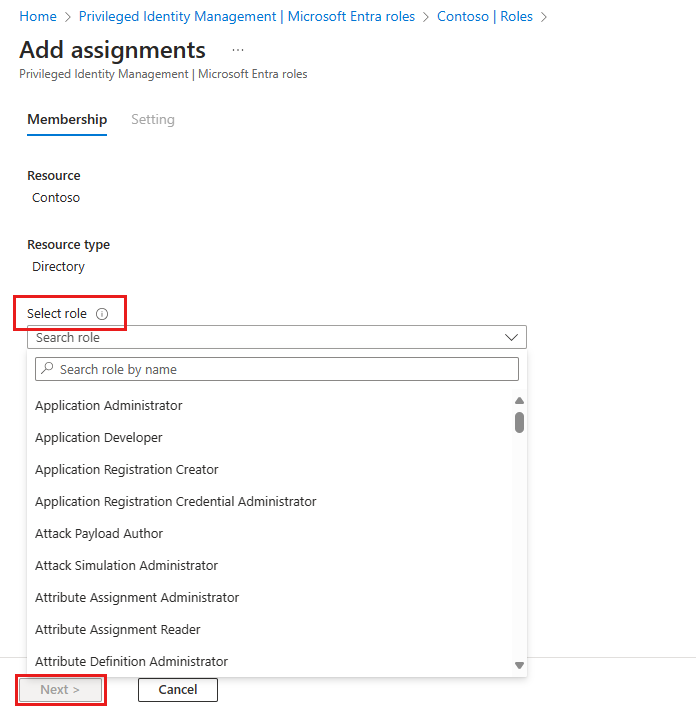 Home > Privileged Identity Management | Microsoft Entra roles > Contoso | Roles >
Add assignments ...
Privileged Identity Management | Microsoft Entra roles
Membership Setting
Resource
Contoso
Resource type
Directory
Select role
Search role
Search role by name
Application Administrator
Application Developer
Application Registration Creator
Application Registration Credential Administrator
Attack Payload Author
Attack Simulation Administrator
Attribute Assignment Administrator
Attribute Assignment Reader
Attribute Definition Administrator
Next > Cancel